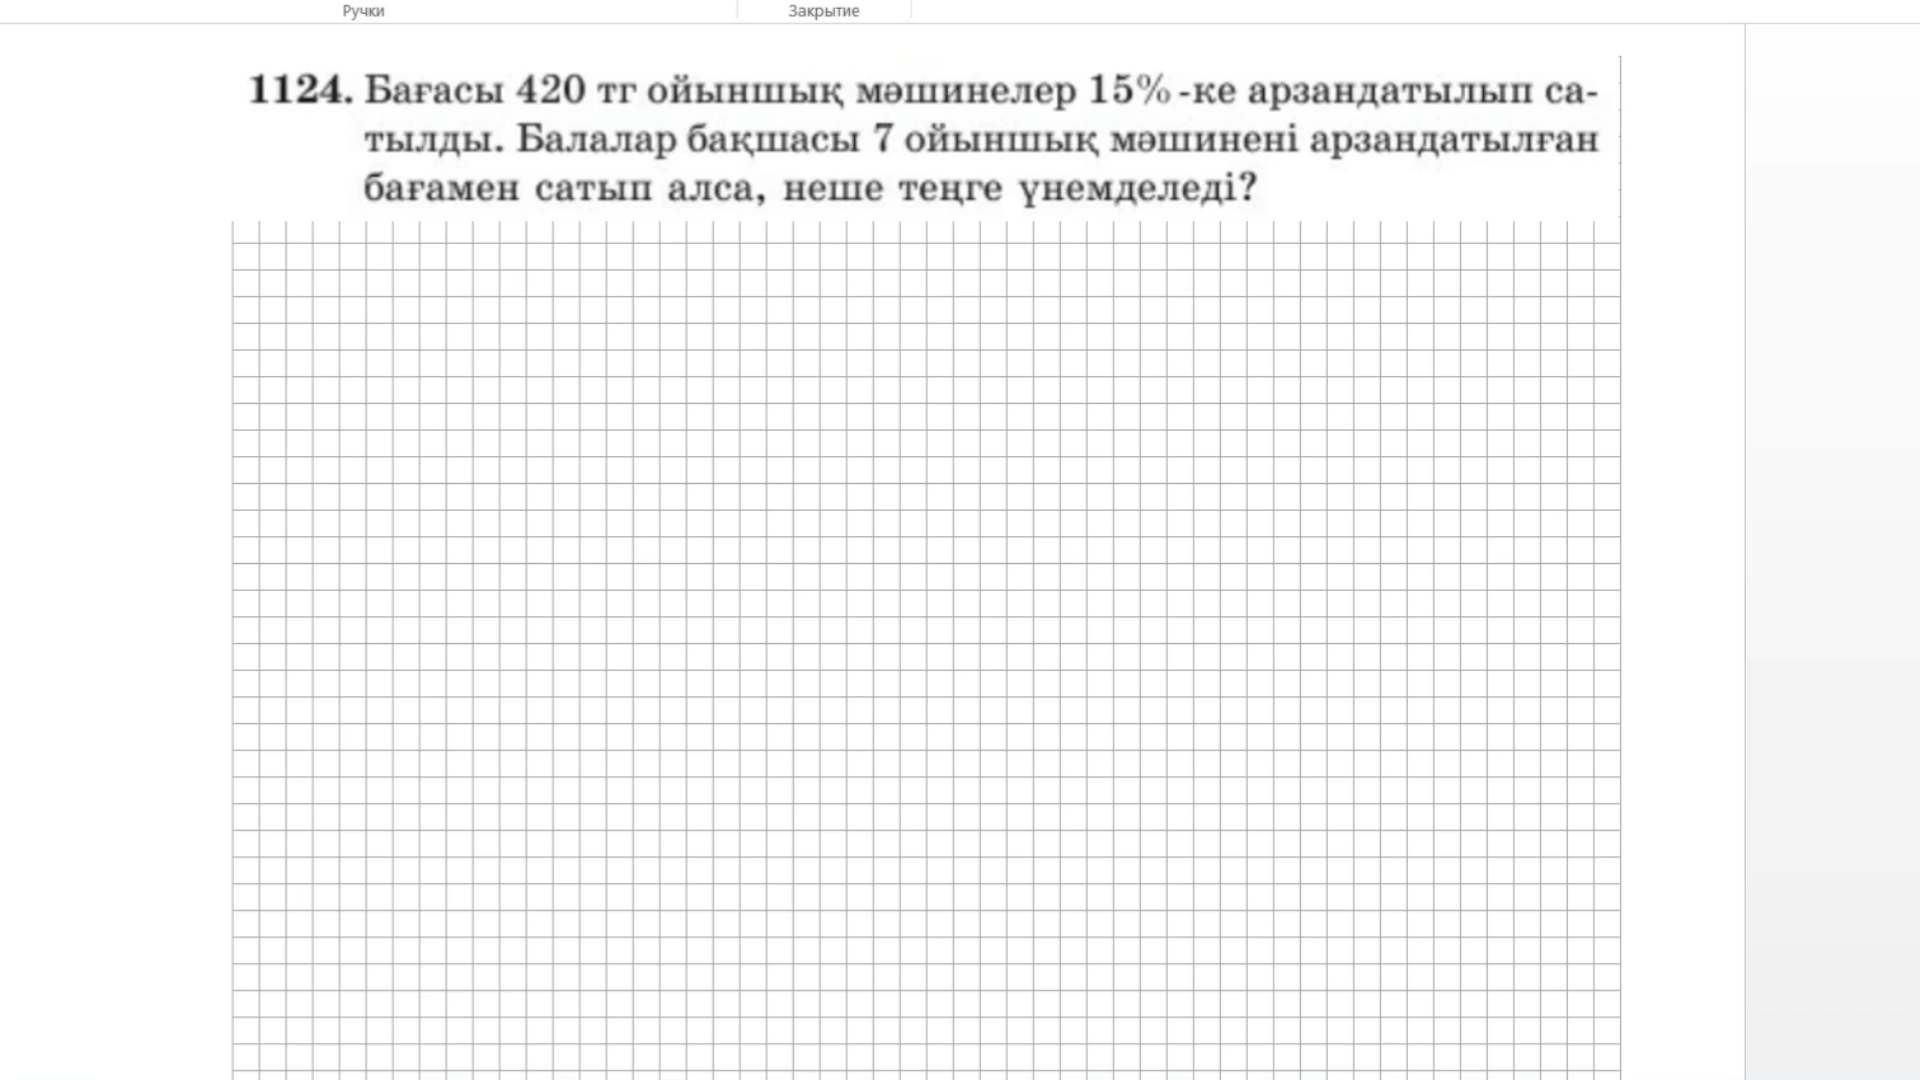 Ручки Закрытие
1124. Бағасы 420 тг ойыншық мәшинелер 15% -ке арзандатылып са-
тылды. Балалар бақшасы 7 ойыншық мәшинені арзандатылған
бағамен сатып алса, неше теңге үнемделеді?